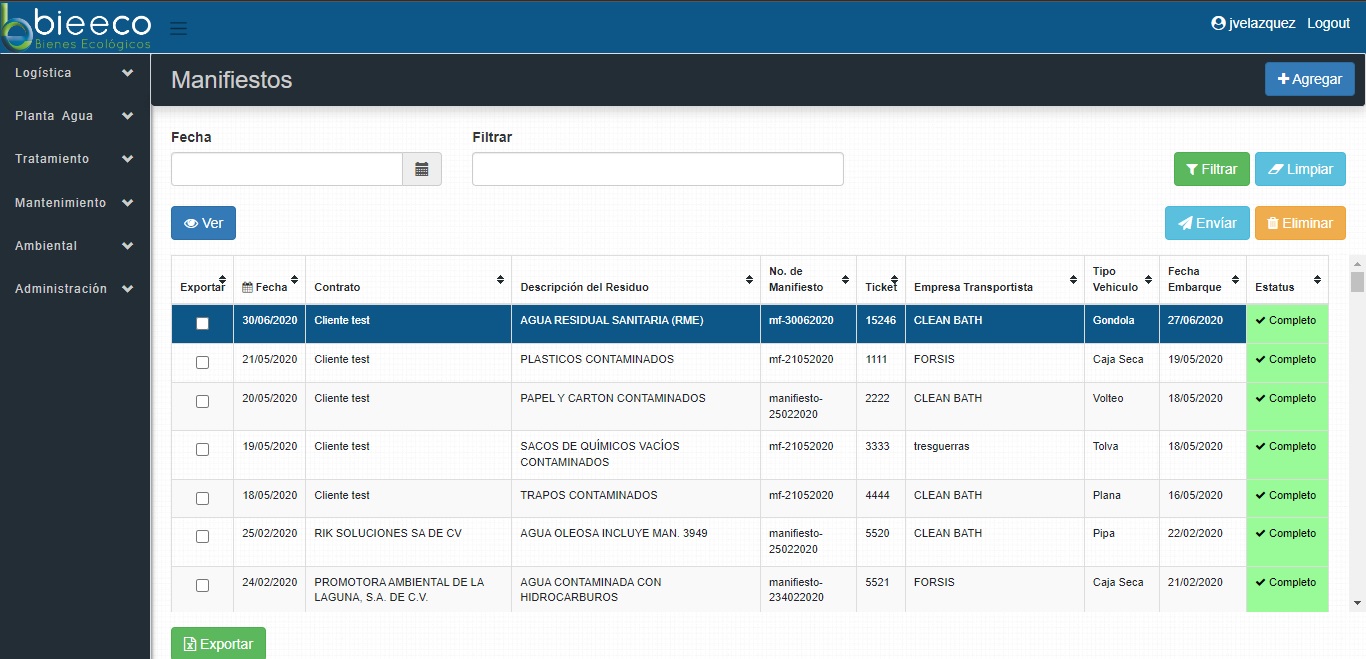 bieeco
Bienes Ecológicos
jvelazquez Logout
Logística
Planta Agua
Tratamiento
Mantenimiento
Ambiental
Administración
Manifiestos
Agregar
Fecha Filtrar
Filtrar Limpiar
Ver Envíar Eliminar
Exportar Fecha Contrato Descripción del Residuo No. de Manifiesto Ticket Empresa Transportista Tipo Vehiculo Fecha Embarque Estatus
30/06/2020 Cliente test AGUA RESIDUAL SANITARIA (RME) mf-30062020 15246 CLEAN BATH Gondola 27/06/2020 Completo
21/05/2020 Cliente test PLASTICOS CONTAMINADOS mf-21052020 1111 FORSIS Caja Seca 19/05/2020 Completo
20/05/2020 Cliente test PAPEL Y CARTON CONTAMINADOS manifiesto-25022020 2222 CLEAN BATH Volteo 18/05/2020 Completo
19/05/2020 Cliente test SACOS DE QUÍMICOS VACÍOS CONTAMINADOS mf-21052020 3333 tresguerras Tolva 18/05/2020 Completo
18/05/2020 Cliente test TRAPOS CONTAMINADOS mf-21052020 4444 CLEAN BATH Plana 16/05/2020 Completo
25/02/2020 RIK SOLUCIONES SA DE CV AGUA OLEOSA INCLUYE MAN. 3949 manifiesto-25022020 5520 CLEAN BATH Pipa 22/02/2020 Completo
24/02/2020 PROMOTORA AMBIENTAL DE LA LAGUNA, S.A. DE C.V. AGUA CONTAMINADA CON HIDROCARBUROS manifiesto-234022020 5521 FORSIS Caja Seca 21/02/2020 Completo
Exportar